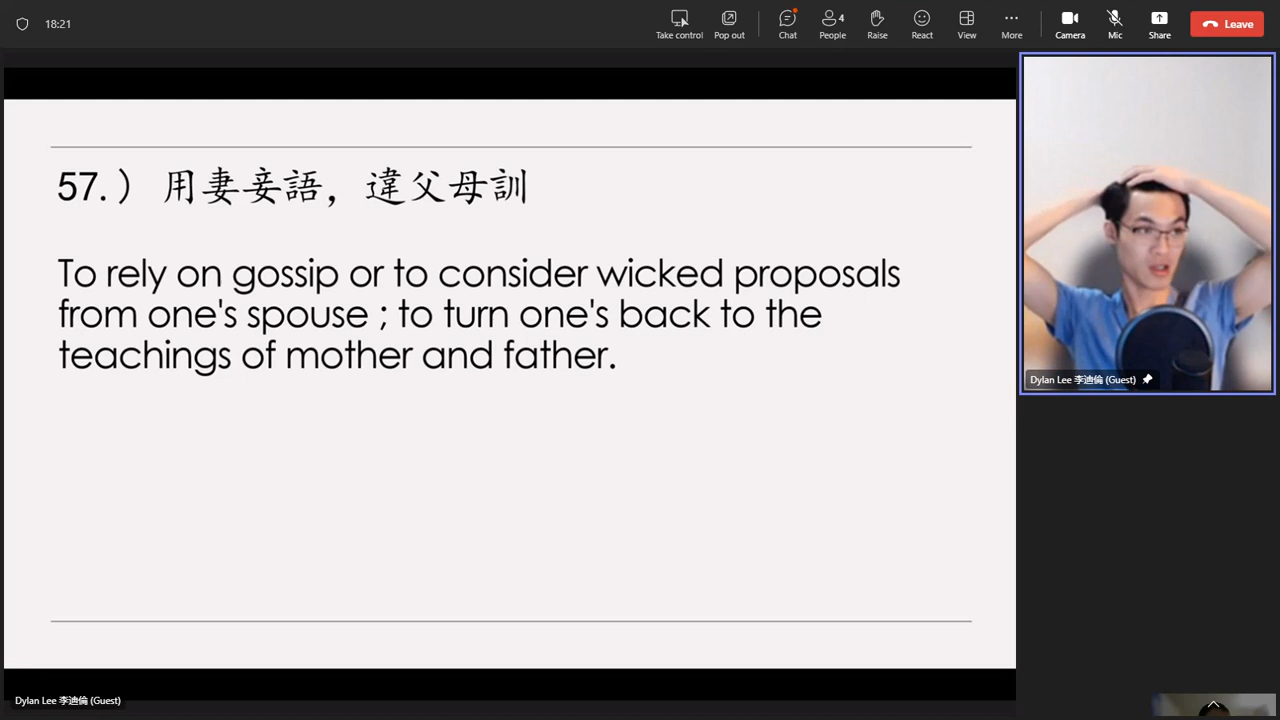 18:21
Take control
Pop out
Chat
4
People
Raise
React
View
More
Camera
Mic
Share
Leave
57.） 用妻妾語，違父母訓
To rely on gossip or to consider wicked proposals
from one's spouse ; to turn one's back to the
teachings of mother and father.
Dylan Lee 李迪倫 (Guest)
Dylan Lee 李迪倫 (Guest)